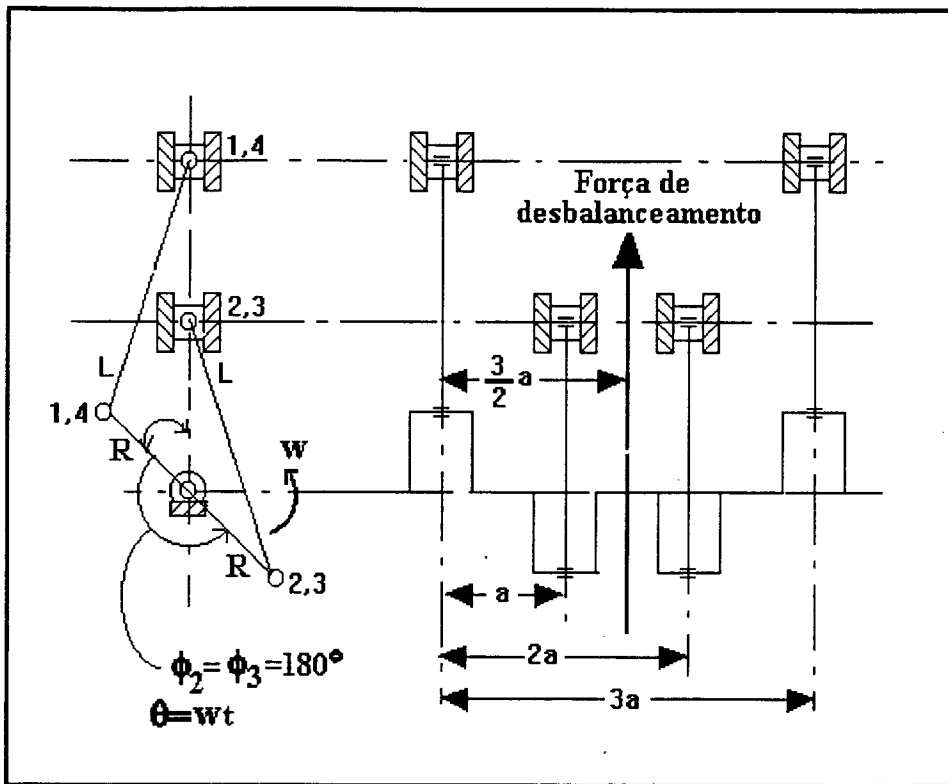 1,4
Força de
desbalanceamento
2,3
L
L
3/2 a
1,4
R
w
R
2,3
a
2a
ϕ₂= ϕ₃=180°
3a
θ=wt